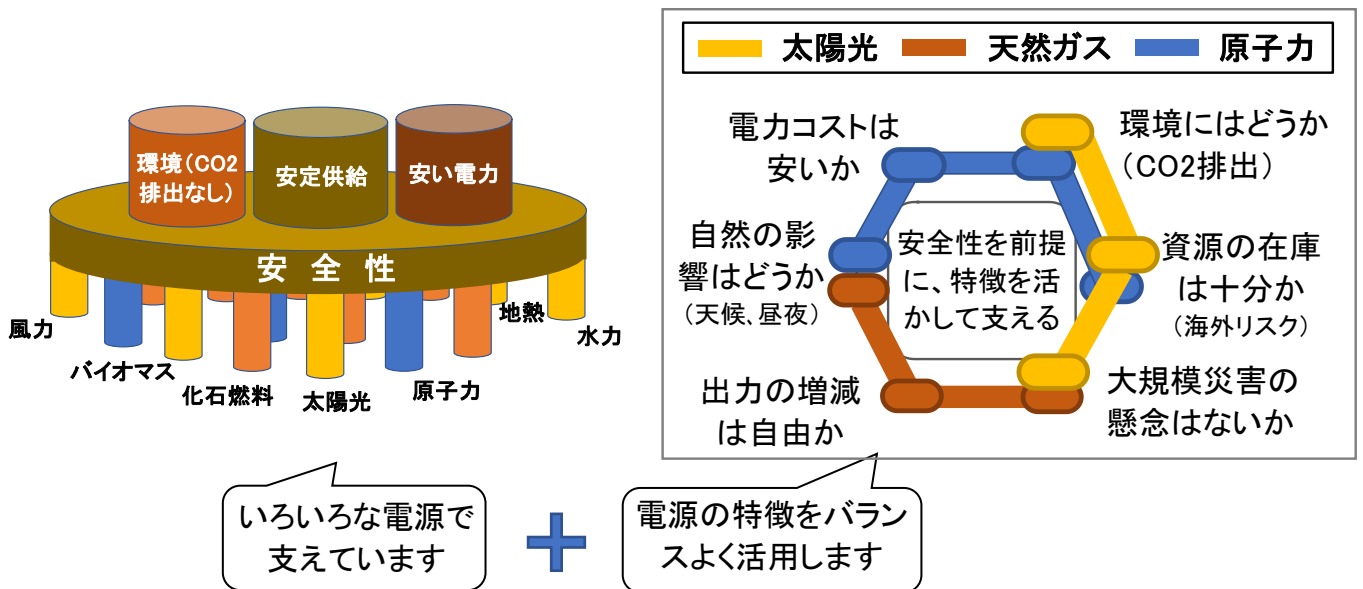 環境(CO2
排出なし)
安定供給
安い電力
安全性
風力
バイオマス
化石燃料
太陽光
原子力
地熱
水力
いろいろな電源で
支えています
太陽光
天然ガス
原子力
電力コストは
安いか
環境にはどうか
(CO2排出)
自然の影
響はどうか
(天候、昼夜)
安全性を前提
に、特徴を活
かして支える
資源の在庫
は十分か
(海外リスク)
出力の増減
は自由か
大規模災害の
懸念はないか
電源の特徴をバラン
スよく活用します